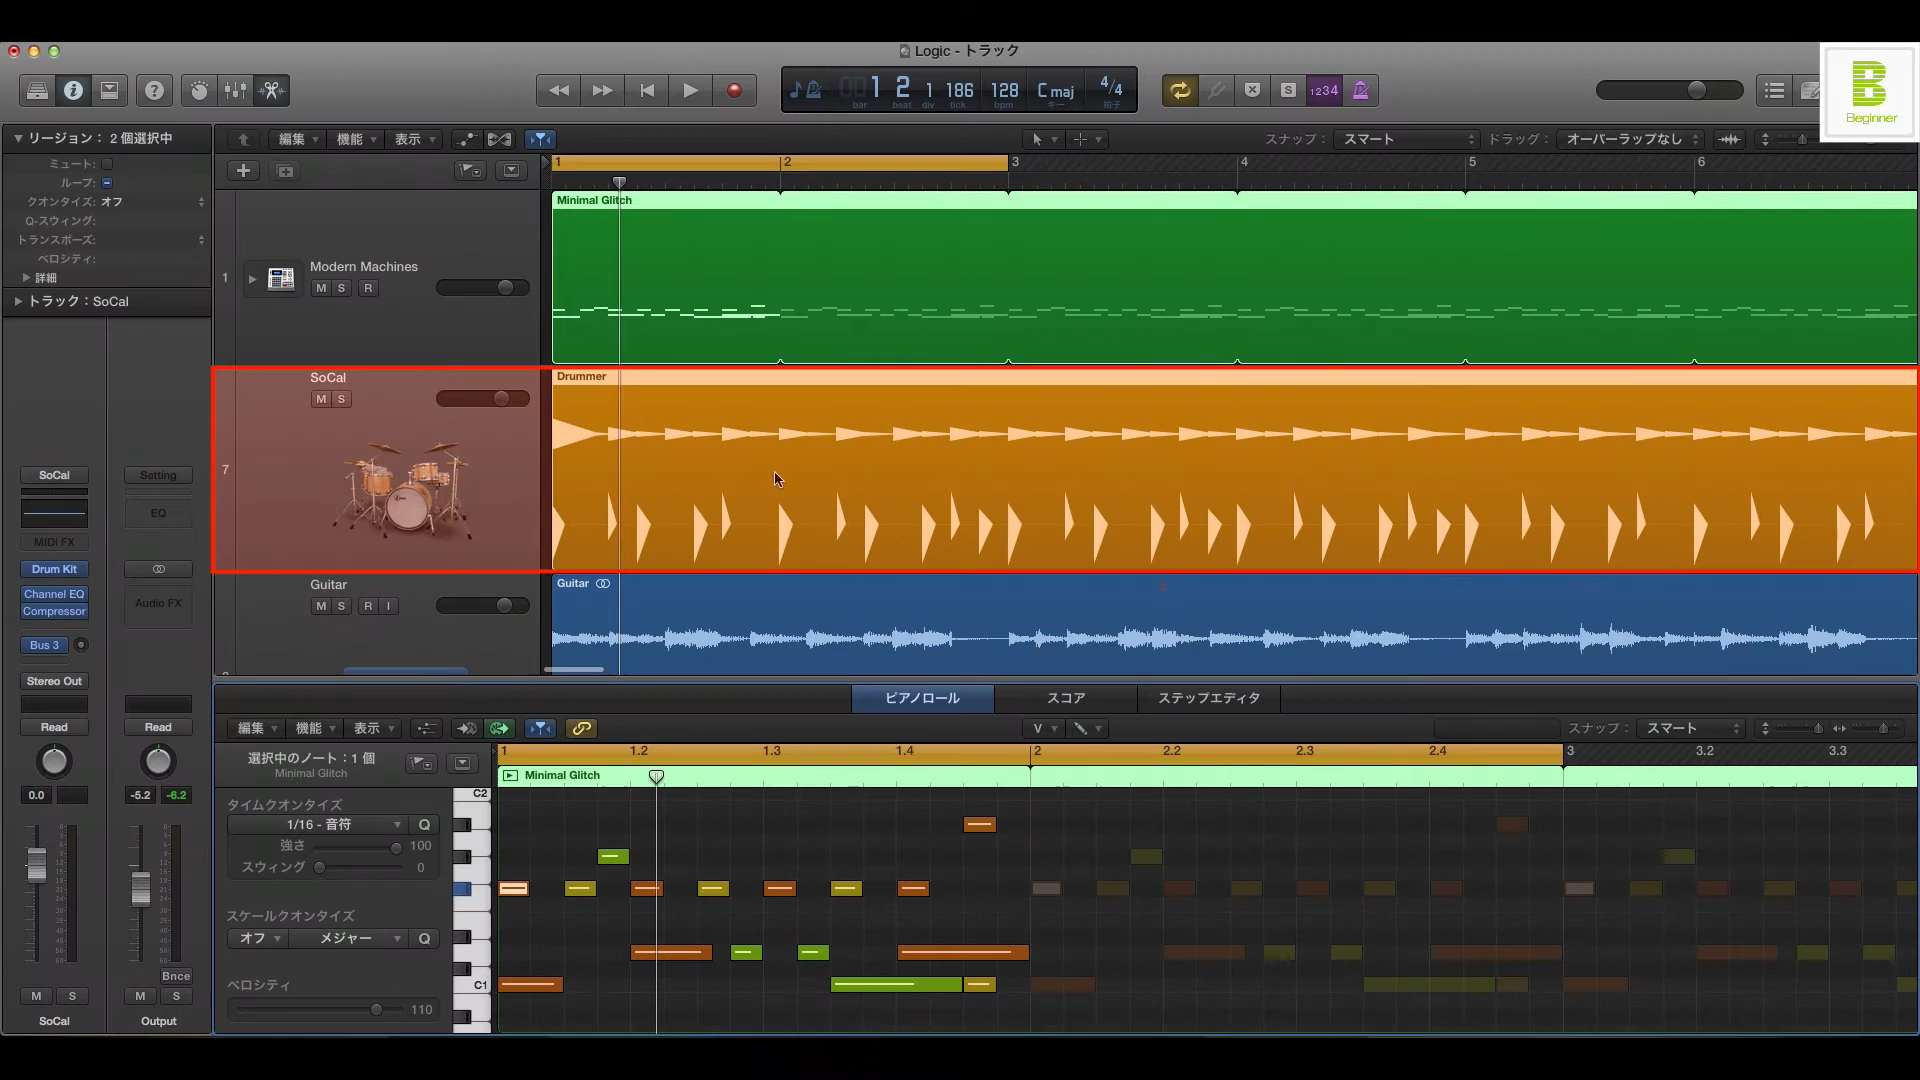 Logic - トラック
B
Beginner
1 2 1 186 128 C maj 4/4
bar beat div tick bpm キー 拍子
S 1234
リージョン： 2 個選択中
ミュート:
ループ:
クオンタイズ: オフ
Q-スウィング:
トランスポーズ:
ベロシティ:
詳細
トラック：SoCal
編集 機能 表示
スナップ： スマート ドラッグ： オーバーラップなし
1 2 3 4 5 6
1 Modern Machines
M S R
Minimal Glitch
7 SoCal
M S
Drummer
Guitar
M S R I
Guitar
SoCal Setting
EQ
MIDI FX
Drum Kit
Channel EQ
Compressor
Audio FX
Bus 3
Stereo Out
Read Read
0.0 -5.2 -6.2
Bnce
M S M S
SoCal Output
ピアノロール スコア ステップエディタ
編集 機能 表示
V
スナップ： スマート
選択中のノート：1 個
Minimal Glitch
1 1.2 1.3 1.4 2 2.2 2.3 2.4 3 3.2 3.3
Minimal Glitch
タイムクオンタイズ
1/16 - 音符 Q
強さ 100
スウィング 0
スケールクオンタイズ
オフ メジャー Q
ベロシティ
110
C2
C1